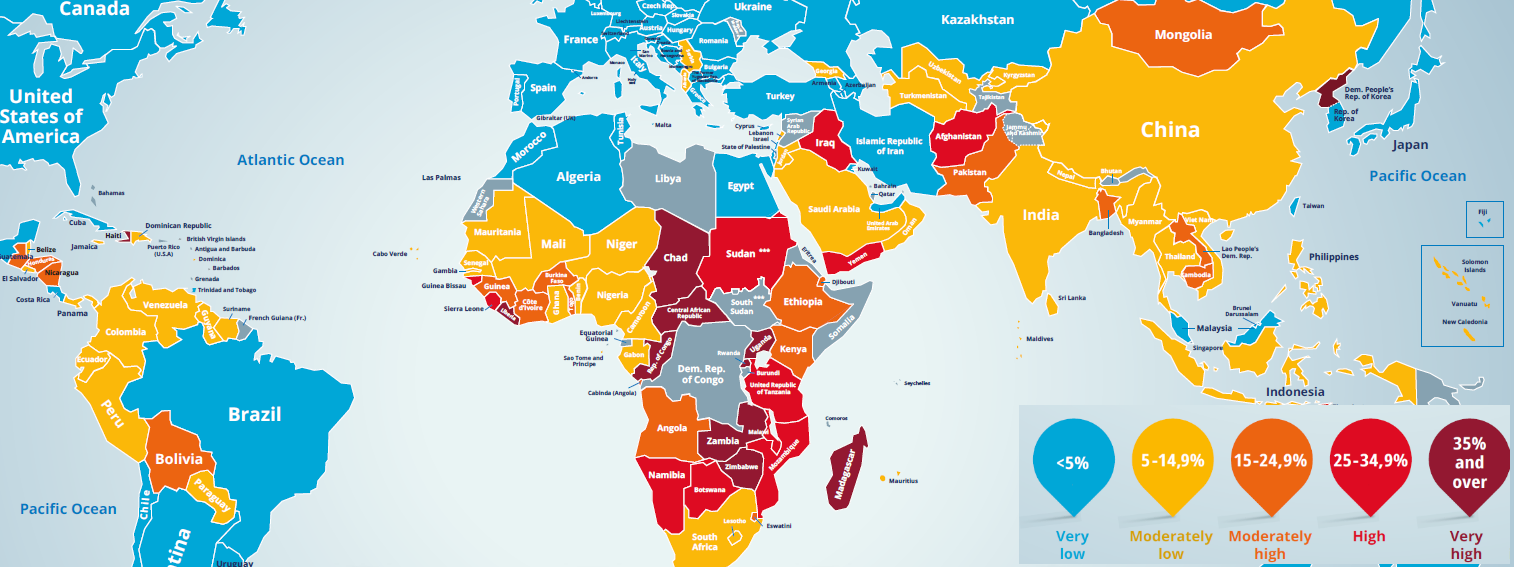 Canada
United
States of
America
Atlantic Ocean
Bahamas
Cuba
Haiti
Dominican Republic
Jamaica
Puerto Rico
(U.S.A)
British Virgin Islands
Antigua and Barbuda
Dominica
Barbados
Grenada
Trinidad and Tobago
Belize
uatemala
Honduras
El Salvador
Nicaragua
Costa Rica
Panama
Venezuela
Guyana
Suriname
French Guiana (Fr.)
Colombia
Ecuador
Peru
Brazil
Bolivia
Paraguay
Chile
ntina
Uruguay
Pacific Ocean
Luxembourg
Czech Rep.
Slovakia
Ukraine
Liechtenstein
Austria
Hungary
Switzerland
France
Romania
San
Marino
Monaco
Italy
Bulgaria
Andorra
Greece
Portugal
Spain
Gibraltar (UK)
Malta
Turkey
Cyprus
Lebanon
Israel
State of Palestine
Syrian
Arab
Republic
Georgia
Armenia
Azerbaijan
Kazakhstan
Uzbekistan
Kyrgyzstan
Turkmenistan
Tajikistan
Mongolia
China
Dem. People's
Rep. of Korea
Rep. of
Korea
Japan
Pacific Ocean
Taiwan
Iraq
Islamic Republic
of Iran
Afghanistan
Jammu
and Kashmir
Pakistan
Kuwait
Bahrain
Qatar
Saudi Arabia
United Arab
Emirates
Oman
Yemen
Nepal
Bhutan
India
Bangladesh
Myanmar
Viet Nam
Lao People's
Dem. Rep.
Thailand
Cambodia
Philippines
Sri Lanka
Maldives
Brunei
Darussalam
Malaysia
Singapore
Indonesia
Fiji
Solomon
Islands
Vanuatu
New Caledonia
Las Palmas
Morocco
Tunisia
Algeria
Libya
Egypt
Western
Sahara
Mauritania
Mali
Niger
Chad
Sudan ***
Eritrea
Cabo Verde
Senegal
Gambia
Guinea Bissau
Guinea
Sierra Leone
Liberia
Côte
d'Ivoire
Burkina
Faso
Ghana
Togo
Benin
Nigeria
Cameroon
Central African
Republic
South ***
Sudan
Ethiopia
Djibouti
Somalia
Equatorial
Guinea
Sao Tome and
Principe
Gabon
Rep. of Congo
Dem. Rep.
of Congo
Cabinda (Angola)
Uganda
Kenya
Rwanda
Burundi
United Republic
of Tanzania
Seychelles
Comoros
Angola
Zambia
Malawi
Mozambique
Zimbabwe
Namibia
Botswana
Madagascar
Mauritius
South
Africa
Lesotho
Eswatini
<5%
5-14,9%
15-24,9%
25-34,9%
35%
and
over
Very
low
Moderately
low
Moderately
high
High
Very
high